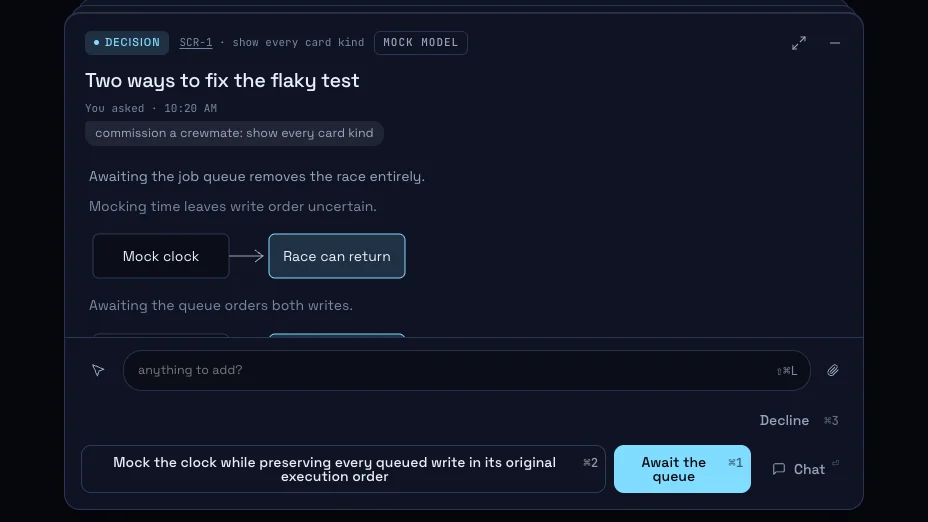 DECISION SCR-1 · show every card kind MOCK MODEL
Two ways to fix the flaky test
You asked · 10:20 AM
commission a crewmate: show every card kind
Awaiting the job queue removes the race entirely.
Mocking time leaves write order uncertain.
Mock clock Race can return
Awaiting the queue orders both writes.
anything to add? ⇧⌘L
Decline ⌘3
Mock the clock while preserving every queued write in its original ⌘2
execution order
Await the ⌘1
queue
Chat ⏎